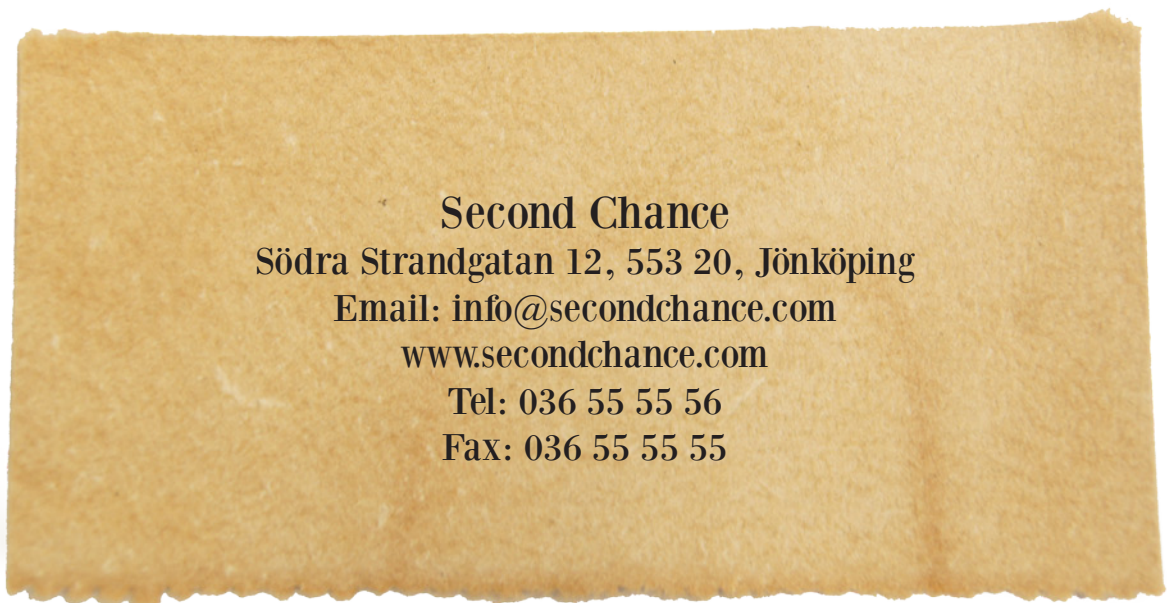 Second Chance
Södra Strandgatan 12, 553 20, Jönköping
Email: info@secondchance.com
www.secondchance.com
Tel: 036 55 55 56
Fax: 036 55 55 55